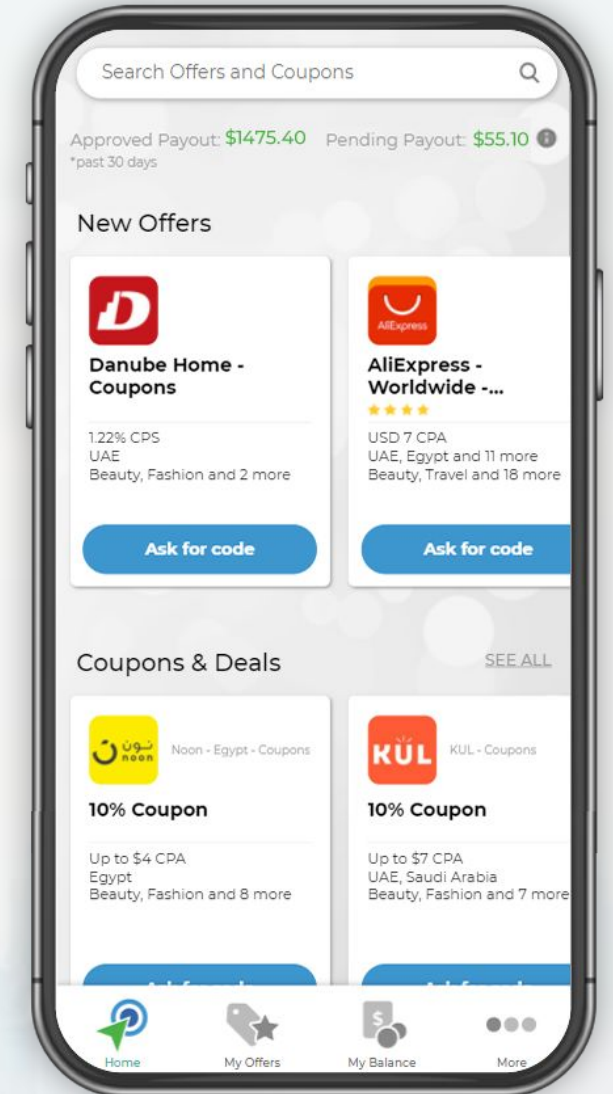 Search Offers and Coupons
Approved Payout: $1475.40 Pending Payout: $55.10
*past 30 days
New Offers
Danube Home -
Coupons
1.22% CPS
UAE
Beauty, Fashion and 2 more
Ask for code
AliExpress
AliExpress -
Worldwide -...
USD 7 CPA
UAE, Egypt and 11 more
Beauty, Travel and 18 more
Ask for code
Coupons & Deals
SEE ALL
نون
noon
Noon - Egypt - Coupons
10% Coupon
Up to $4 CPA
Egypt
Beauty, Fashion and 8 more
KÜL
KUL - Coupons
10% Coupon
Up to $7 CPA
UAE, Saudi Arabia
Beauty, Fashion and 7 more
Home
My Offers
My Balance
More